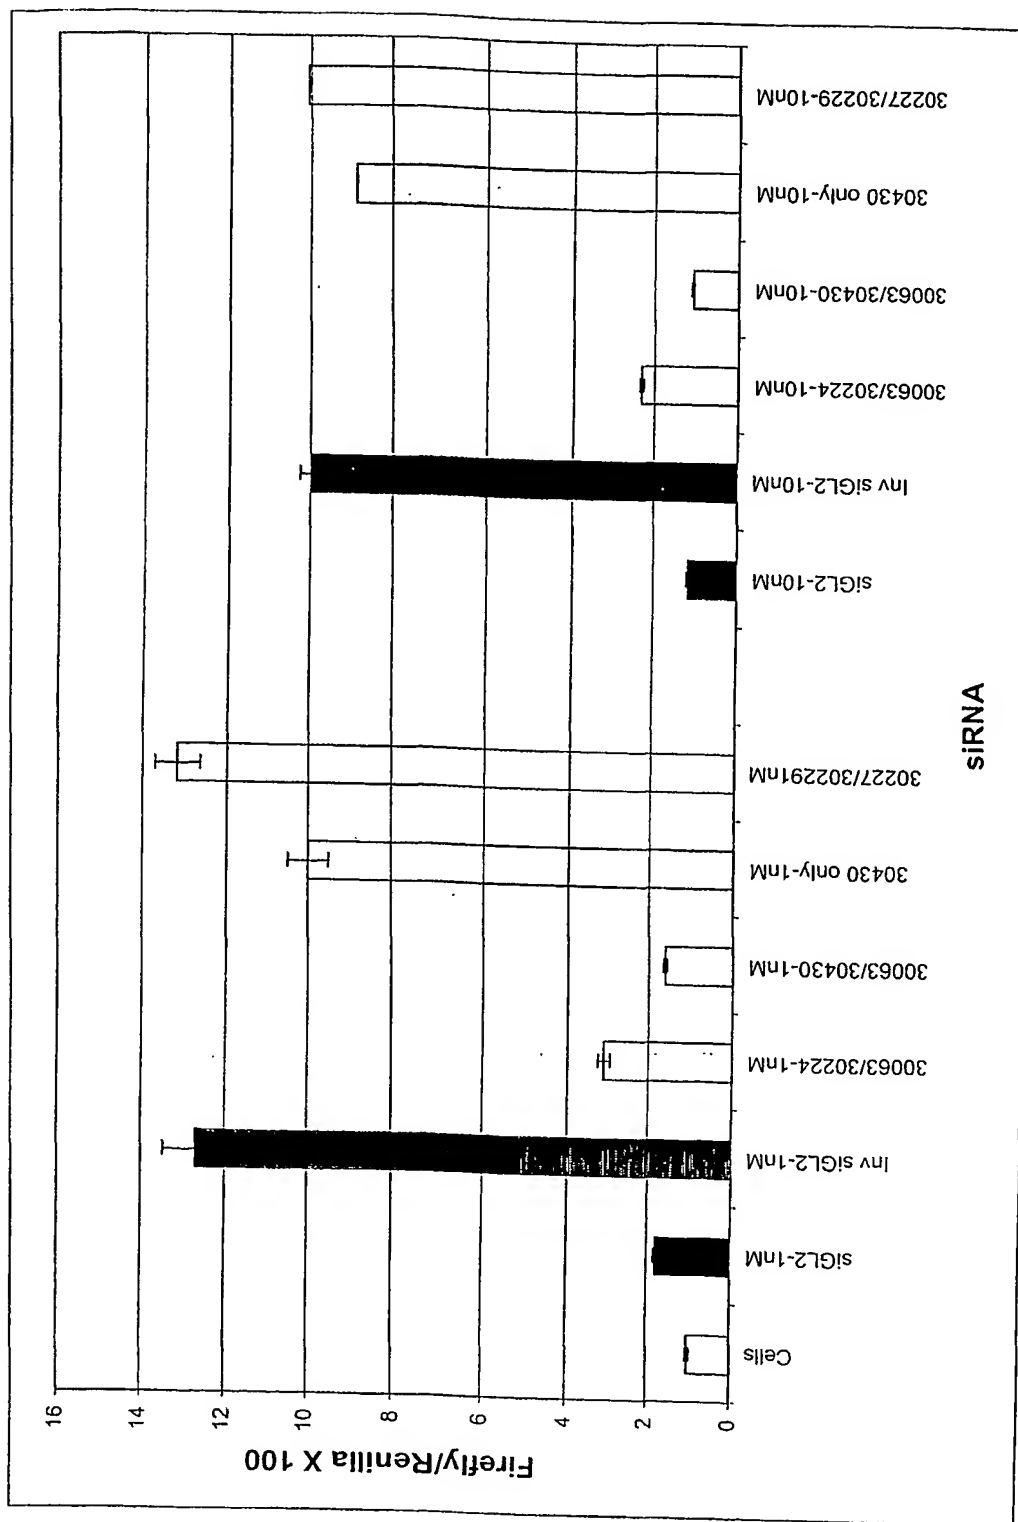 Firefly/Renilla X 100
16
14
12
10
8
6
4
2
0
Cells
siGL2-1nM
Inv siGL2-1nM
30063/30224-1nM
30063/30430-1nM
30430 only-1nM
30227/302291nM
siGL2-10nM
Inv siGL2-10nM
30063/30224-10nM
30063/30430-10nM
30430 only-10nM
30227/30229-10nM
siRNA